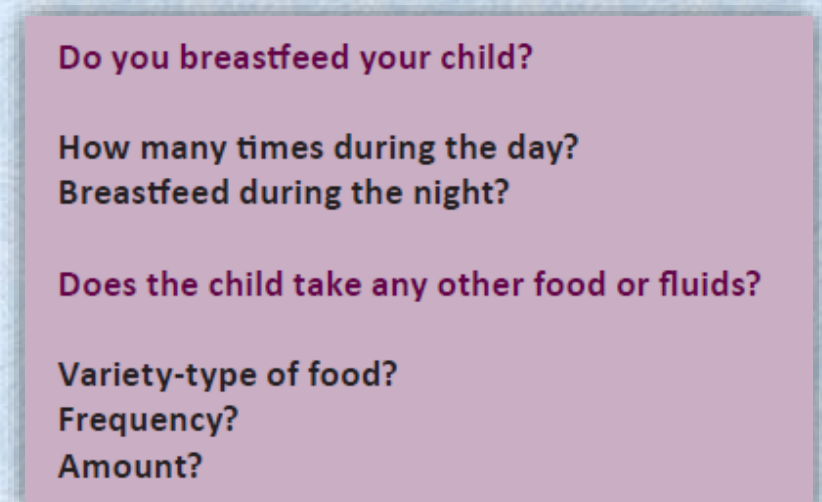 Do you breastfeed your child?
How many times during the day?
Breastfeed during the night?
Does the child take any other food or fluids?
Variety-type of food?
Frequency?
Amount?